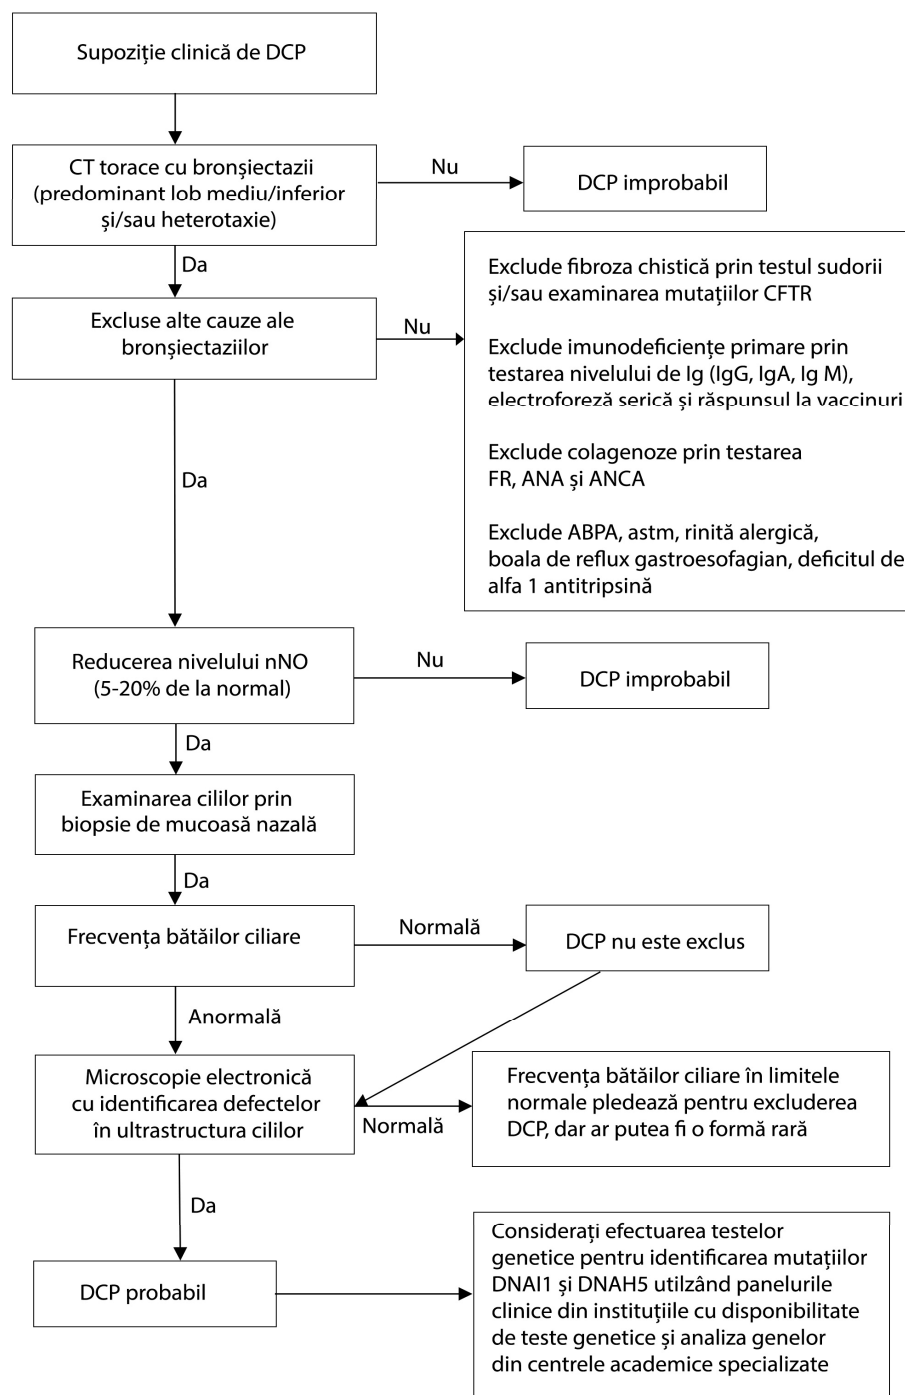 Supoziție clinică de DCP
CT torace cu bronșiectazii
(predominant lob mediu/inferior
și/sau heterotaxie)
Nu
DCP improbabil
Da
Excluse alte cauze ale
bronșiectaziilor
Nu
Exclude fibroza chistică prin testul sudorii
și/sau examinarea mutațiilor CFTR
Exclude imunodeficiențe primare prin
testarea nivelului de Ig (IgG, IgA, Ig M),
electroforeză serică și răspunsul la vaccinuri
Exclude colagenoze prin testarea
FR, ANA și ANCA
Exclude ABPA, astm, rinită alergică,
boala de reflux gastroesofagian, deficitul de
alfa 1 antitripsină
Da
Reducerea nivelului nNO
(5-20% de la normal)
Nu
DCP improbabil
Da
Examinarea cililor prin
biopsie de mucoasă nazală
Da
Frecvența bătăilor ciliare
Normală
DCP nu este exclus
Anormală
Microscopie electronică
cu identificarea defectelor
în ultrastructura cililor
Normală
Frecvența bătăilor ciliare în limitele
normale pledează pentru excluderea
DCP, dar ar putea fi o formă rară
Da
DCP probabil
Considerați efectuarea testelor
genetice pentru identificarea mutațiilor
DNAI1 și DNAH5 utilzând panelurile
clinice din instituțiile cu disponibilitate
de teste genetice și analiza genelor
din centrele academice specializate